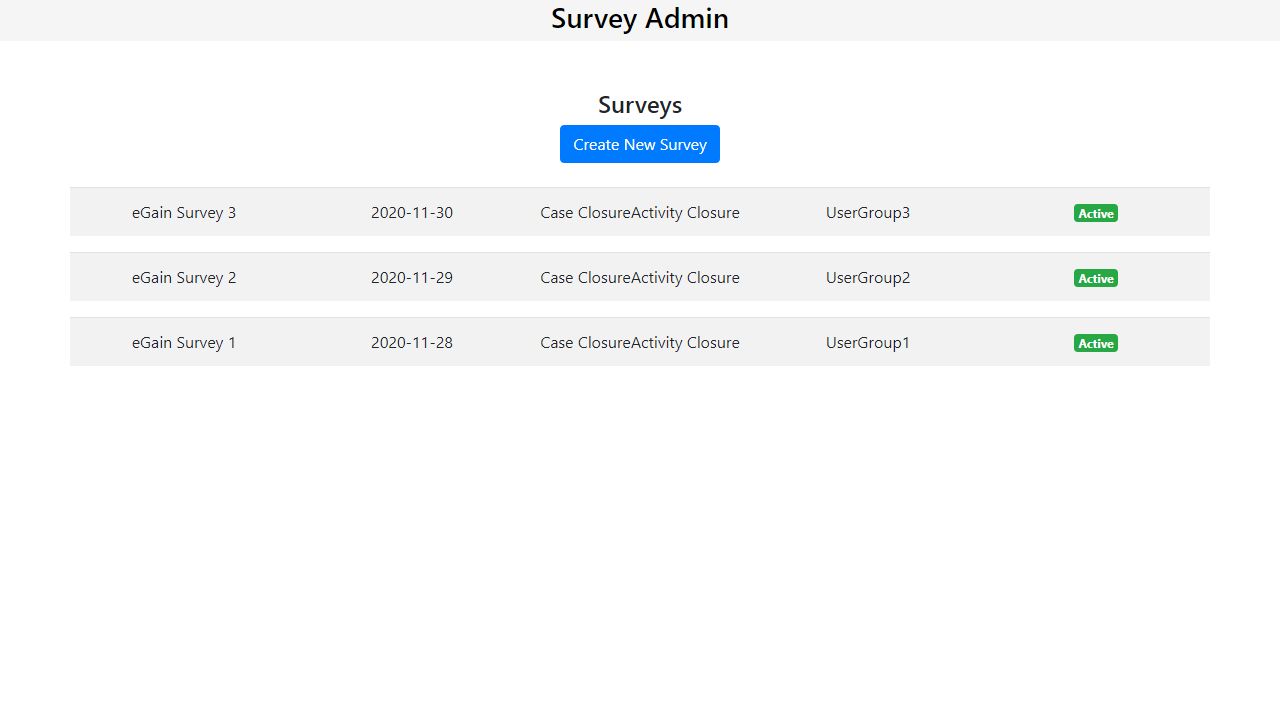 Survey Admin
Surveys
Create New Survey
eGain Survey 3 2020-11-30 Case ClosureActivity Closure UserGroup3 Active
eGain Survey 2 2020-11-29 Case ClosureActivity Closure UserGroup2 Active
eGain Survey 1 2020-11-28 Case ClosureActivity Closure UserGroup1 Active